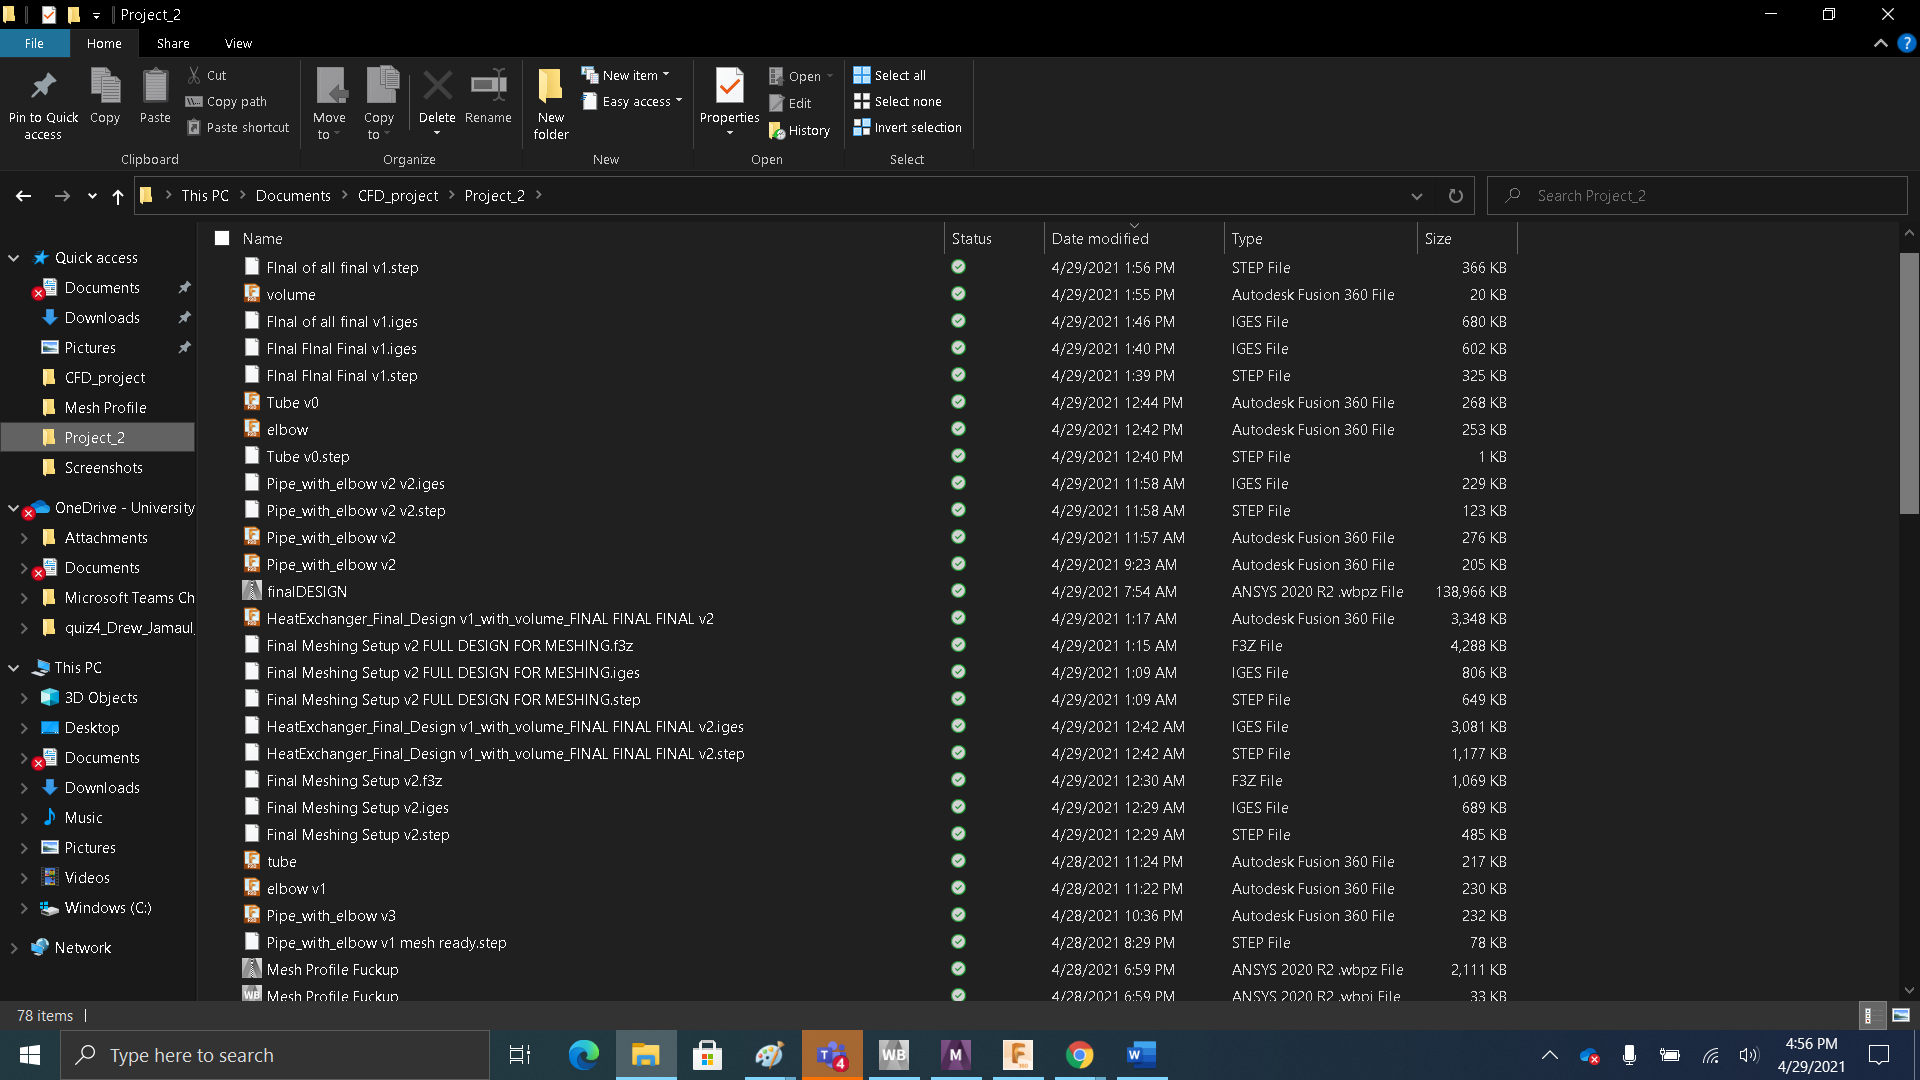 Project_2
File Home Share View
Pin to Quick access
Copy
Paste
Cut
Copy path
Paste shortcut
Clipboard
Move to
Copy to
Delete
Rename
Organize
New folder
New item
Easy access
New
Properties
Open
Edit
History
Open
Select all
Select none
Invert selection
Select
This PC Documents CFD_project Project_2
Search Project_2
Quick access
Documents
Downloads
Pictures
CFD_project
Mesh Profile
Project_2
Screenshots
OneDrive - University
Attachments
Documents
Microsoft Teams Ch
quiz4_Drew_Jamaul_
This PC
3D Objects
Desktop
Documents
Downloads
Music
Pictures
Videos
Windows (C:)
Network
Name Status Date modified Type Size
FInal of all final v1.step 4/29/2021 1:56 PM STEP File 366 KB
volume 4/29/2021 1:55 PM Autodesk Fusion 360 File 20 KB
FInal of all final v1.iges 4/29/2021 1:46 PM IGES File 680 KB
FInal FInal Final v1.iges 4/29/2021 1:40 PM IGES File 602 KB
FInal FInal Final v1.step 4/29/2021 1:39 PM STEP File 325 KB
Tube v0 4/29/2021 12:44 PM Autodesk Fusion 360 File 268 KB
elbow 4/29/2021 12:42 PM Autodesk Fusion 360 File 253 KB
Tube v0.step 4/29/2021 12:40 PM STEP File 1 KB
Pipe_with_elbow v2 v2.iges 4/29/2021 11:58 AM IGES File 229 KB
Pipe_with_elbow v2 v2.step 4/29/2021 11:58 AM STEP File 123 KB
Pipe_with_elbow v2 4/29/2021 11:57 AM Autodesk Fusion 360 File 276 KB
Pipe_with_elbow v2 4/29/2021 9:23 AM Autodesk Fusion 360 File 205 KB
finalDESIGN 4/29/2021 7:54 AM ANSYS 2020 R2 .wbpz File 138,966 KB
HeatExchanger_Final_Design v1_with_volume_FINAL FINAL FINAL v2 4/29/2021 1:17 AM Autodesk Fusion 360 File 3,348 KB
Final Meshing Setup v2 FULL DESIGN FOR MESHING.f3z 4/29/2021 1:15 AM F3Z File 4,288 KB
Final Meshing Setup v2 FULL DESIGN FOR MESHING.iges 4/29/2021 1:09 AM IGES File 806 KB
Final Meshing Setup v2 FULL DESIGN FOR MESHING.step 4/29/2021 1:09 AM STEP File 649 KB
HeatExchanger_Final_Design v1_with_volume_FINAL FINAL FINAL v2.iges 4/29/2021 12:42 AM IGES File 3,081 KB
HeatExchanger_Final_Design v1_with_volume_FINAL FINAL FINAL v2.step 4/29/2021 12:42 AM STEP File 1,177 KB
Final Meshing Setup v2.f3z 4/29/2021 12:30 AM F3Z File 1,069 KB
Final Meshing Setup v2.iges 4/29/2021 12:29 AM IGES File 689 KB
Final Meshing Setup v2.step 4/29/2021 12:29 AM STEP File 485 KB
tube 4/28/2021 11:24 PM Autodesk Fusion 360 File 217 KB
elbow v1 4/28/2021 11:22 PM Autodesk Fusion 360 File 230 KB
Pipe_with_elbow v3 4/28/2021 10:36 PM Autodesk Fusion 360 File 232 KB
Pipe_with_elbow v1 mesh ready.step 4/28/2021 8:29 PM STEP File 78 KB
Mesh Profile Fuckup 4/28/2021 6:59 PM ANSYS 2020 R2 .wbpz File 2,111 KB
Mesh Profile Fuckup 4/28/2021 6:59 PM ANSYS 2020 R2 .wbpj File 33 KB
78 items
Type here to search
4
WB
M
4:56 PM
4/29/2021